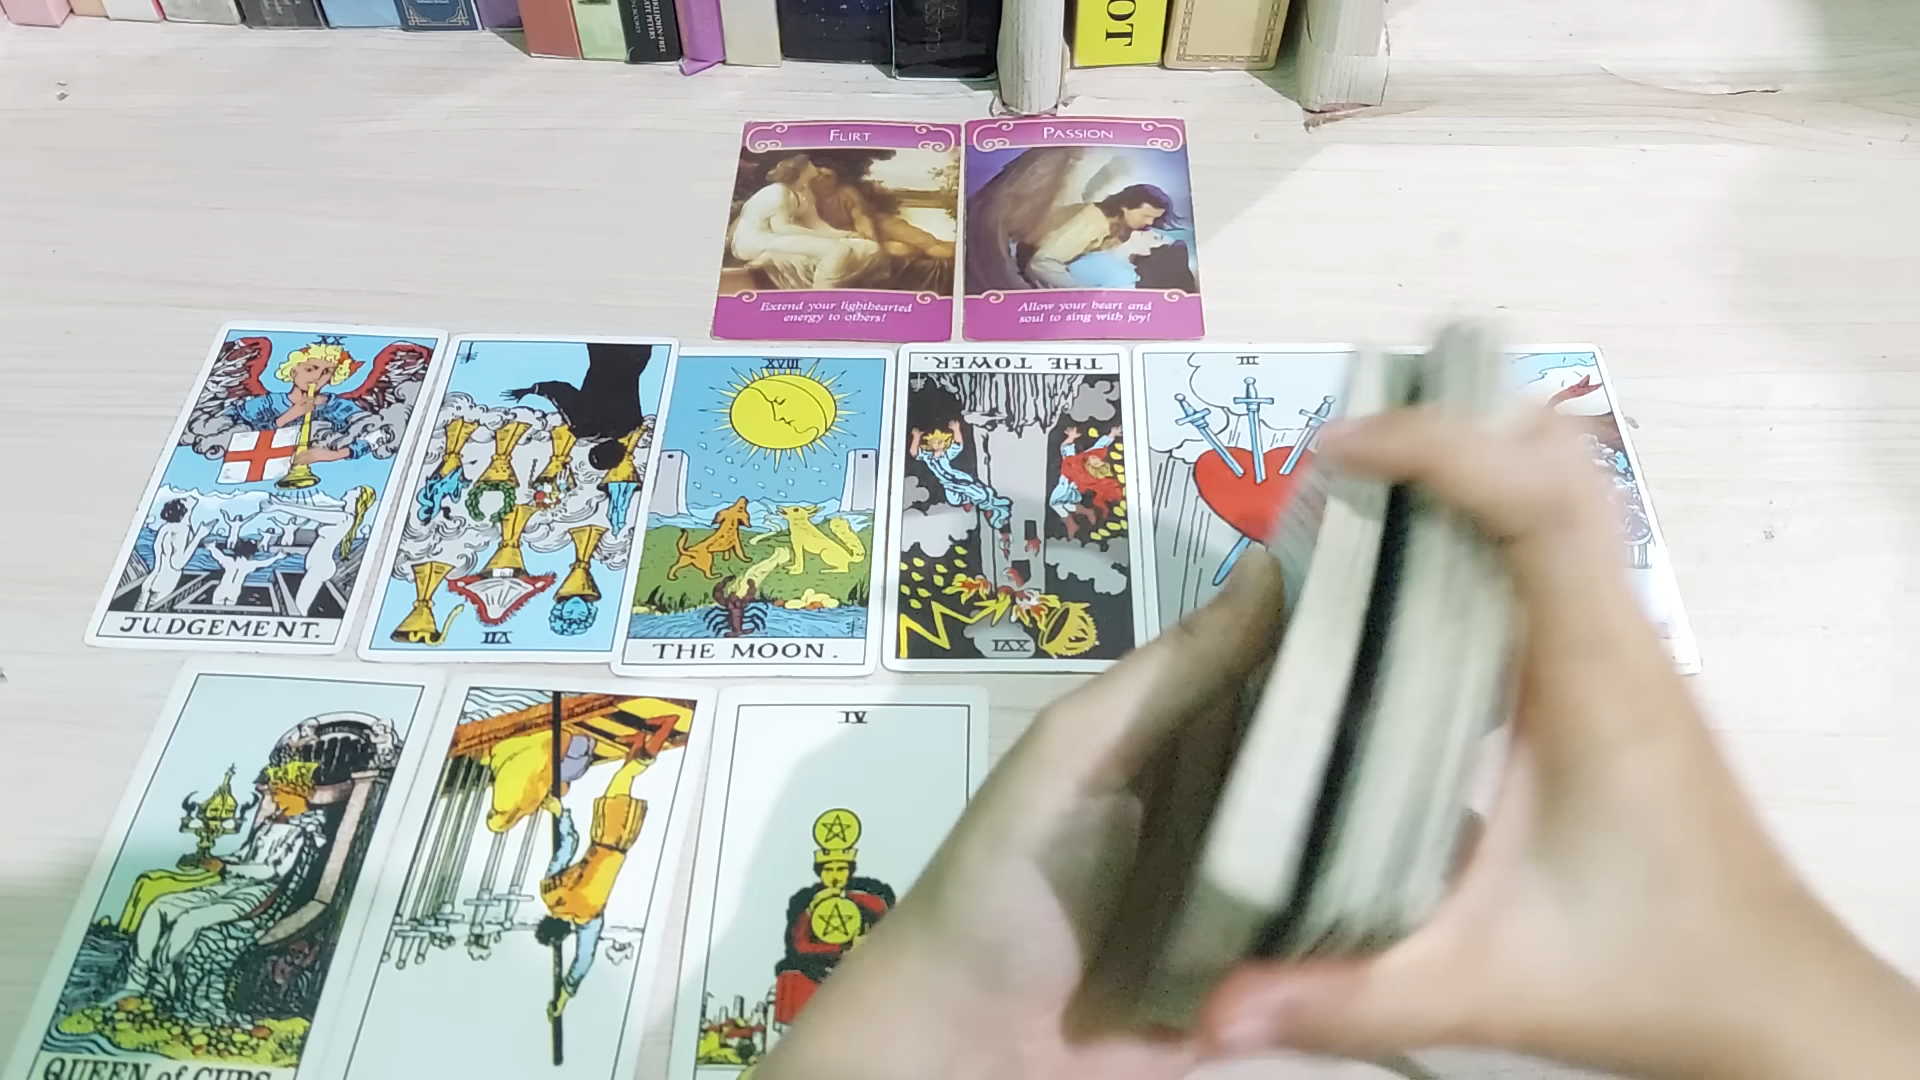 OT
FLIRT
Extend your lighthearted
energy to others!
PASSION
Allow your heart and
soul to sing with joy!
XX
JUDGEMENT.
VII
XVIII
THE MOON.
THE TOWER.
XVI
III
QUEEN of CUPS
IV